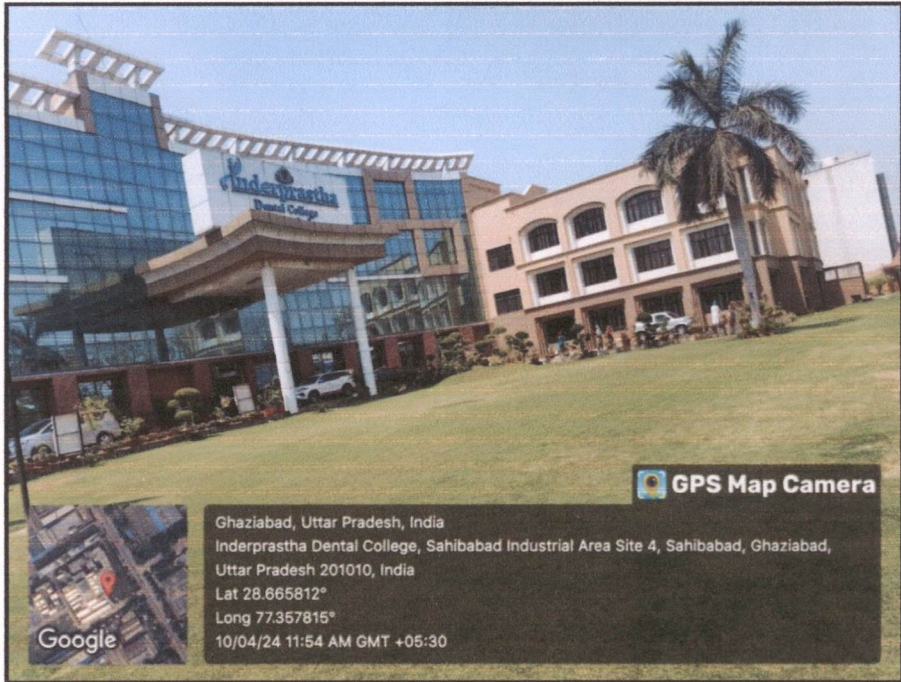 Inderprastha
Dental College
GPS Map Camera
Ghaziabad, Uttar Pradesh, India
Inderprastha Dental College, Sahibabad Industrial Area Site 4, Sahibabad, Ghaziabad,
Uttar Pradesh 201010, India
Lat 28.665812°
Long 77.357815°
10/04/24 11:54 AM GMT +05:30
Google